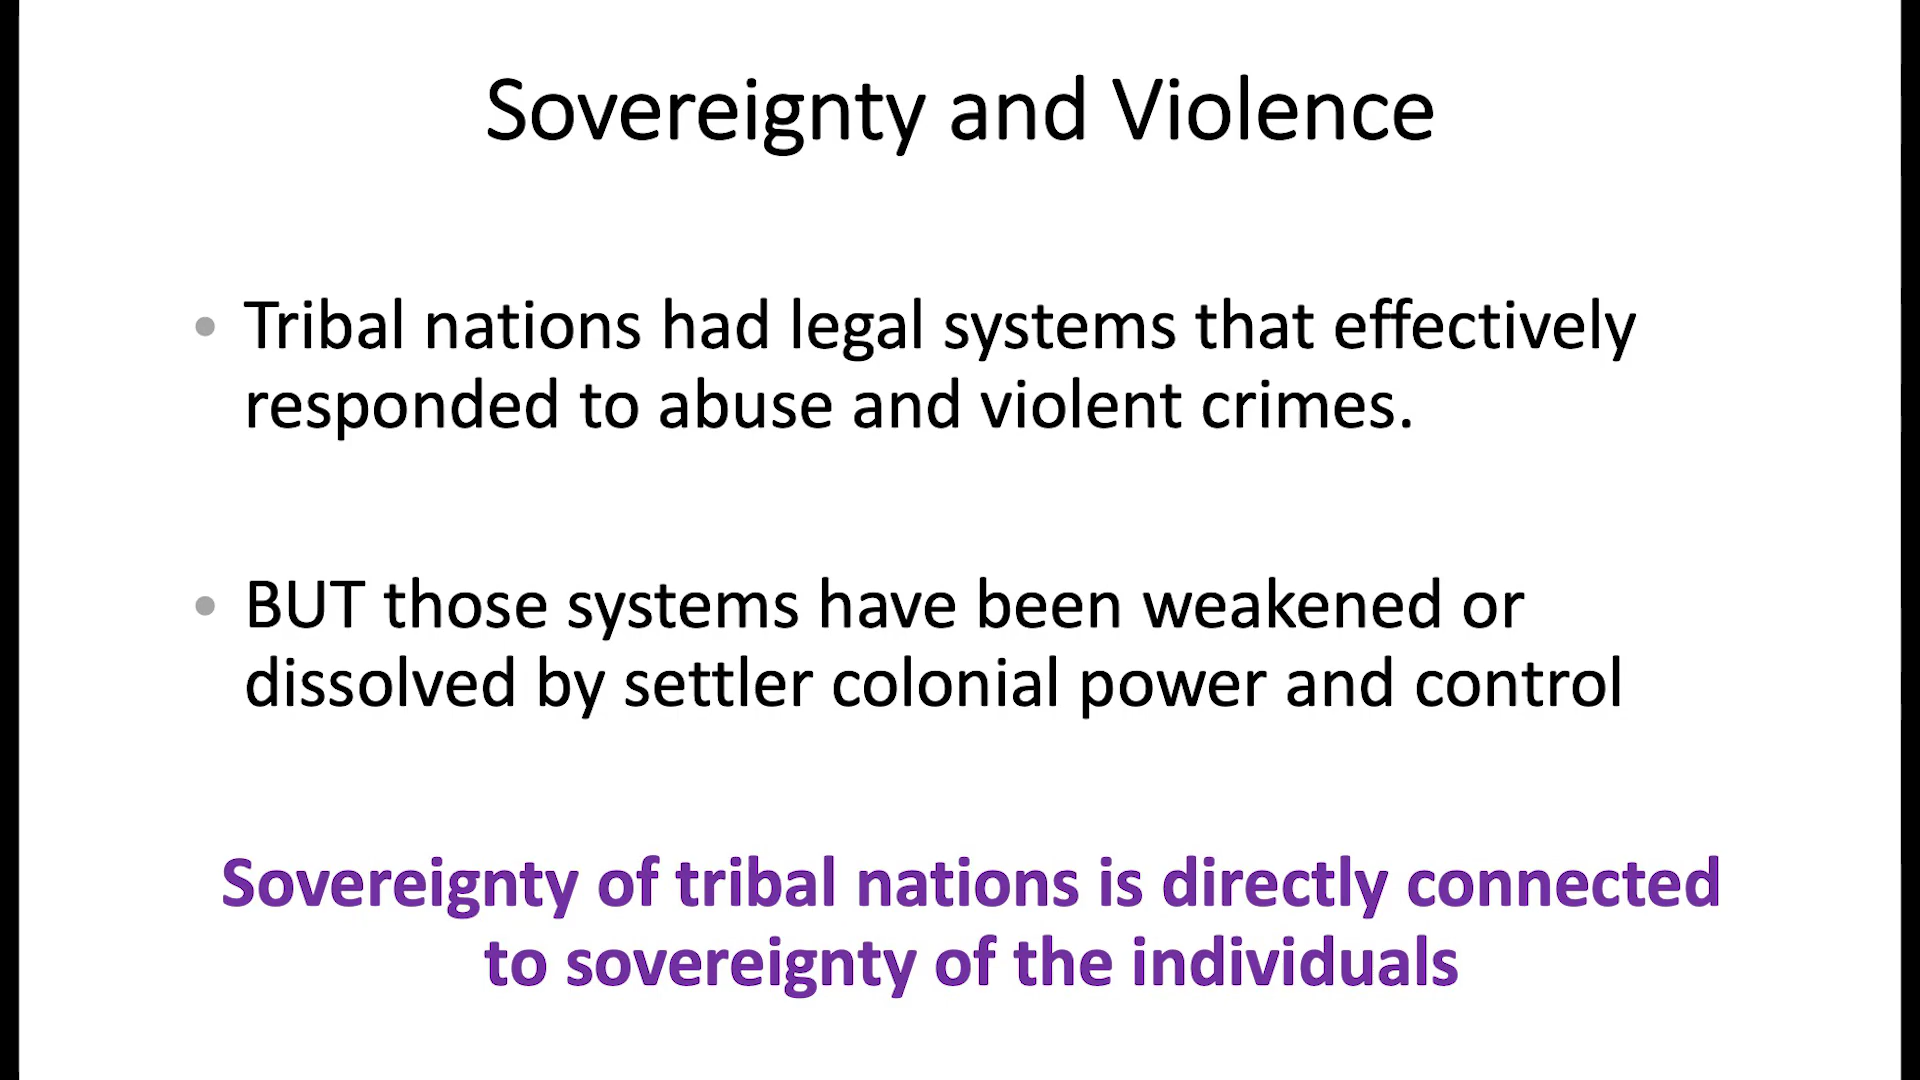 Sovereignty and Violence
• Tribal nations had legal systems that effectively
responded to abuse and violent crimes.
• BUT those systems have been weakened or
dissolved by settler colonial power and control
Sovereignty of tribal nations is directly connected
to sovereignty of the individuals